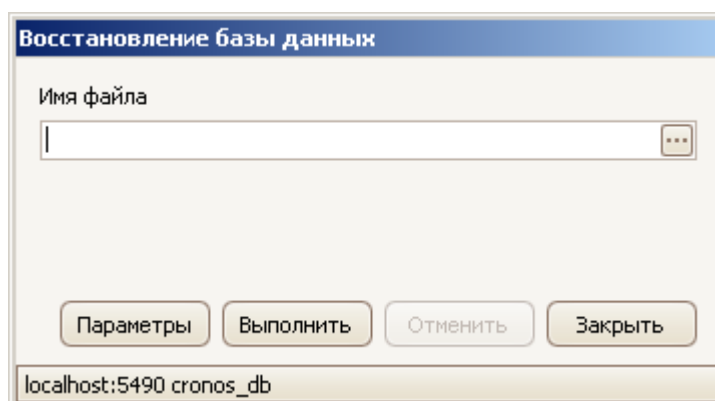 Восстановление базы данных
Имя файла
...
Параметры Выполнить Отменить Закрыть
localhost:5490 cronos_db